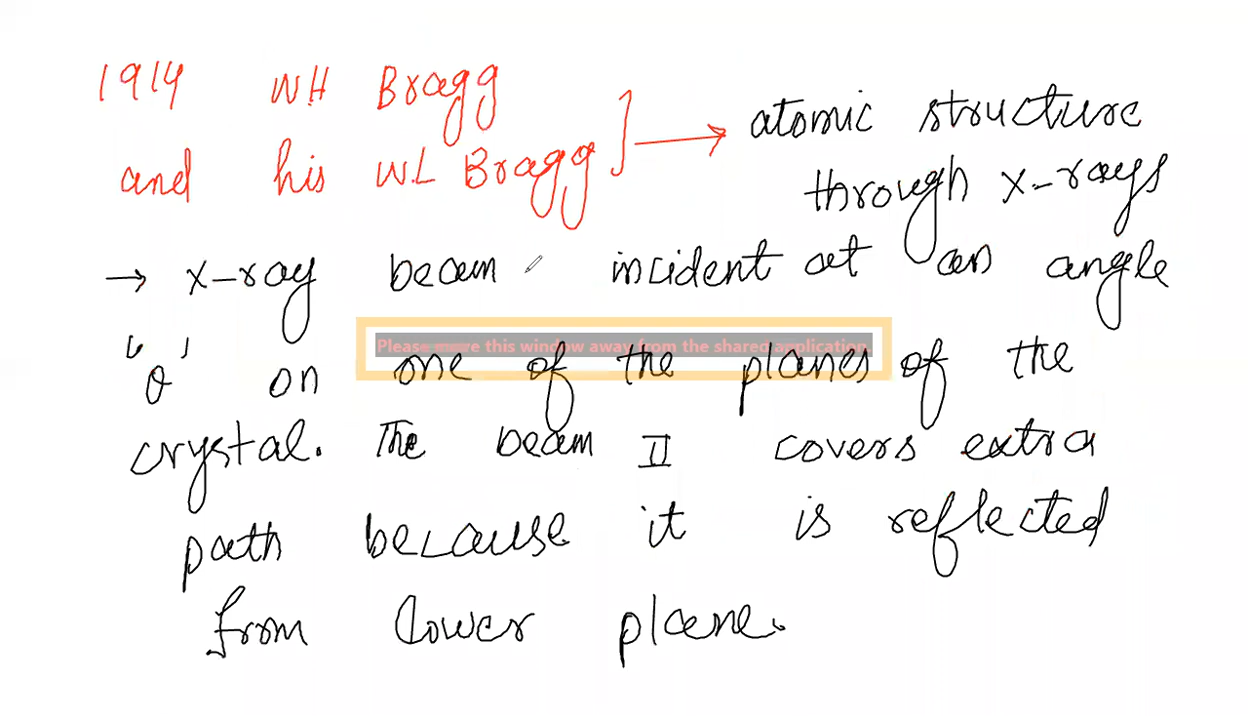 1914 WH Bragg
and his W.L Bragg } → atomic structure
through x-rays
→ x-ray beam incident at an angle
"θ" on one of the planes of the
Please move this window away from the shared application.
crystal. The beam II covers extra
path because it is reflected
from lower plane.